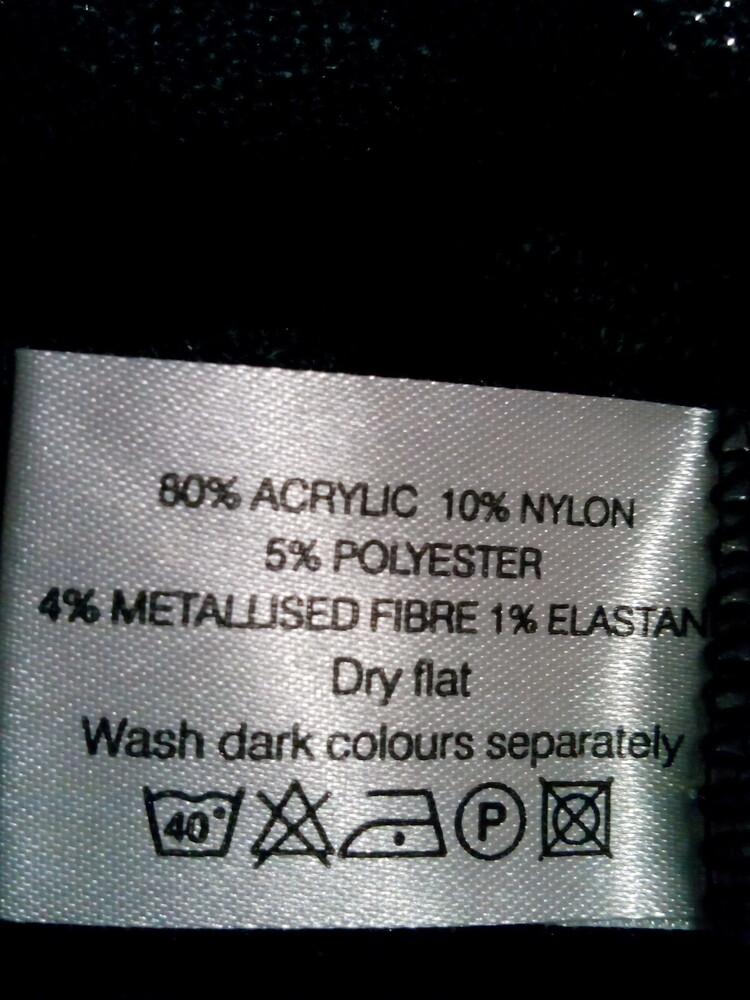 80% ACRYLIC 10% NYLON
5% POLYESTER
4% METALLISED FIBRE 1% ELASTAN
Dry flat
Wash dark colours separately
40° P